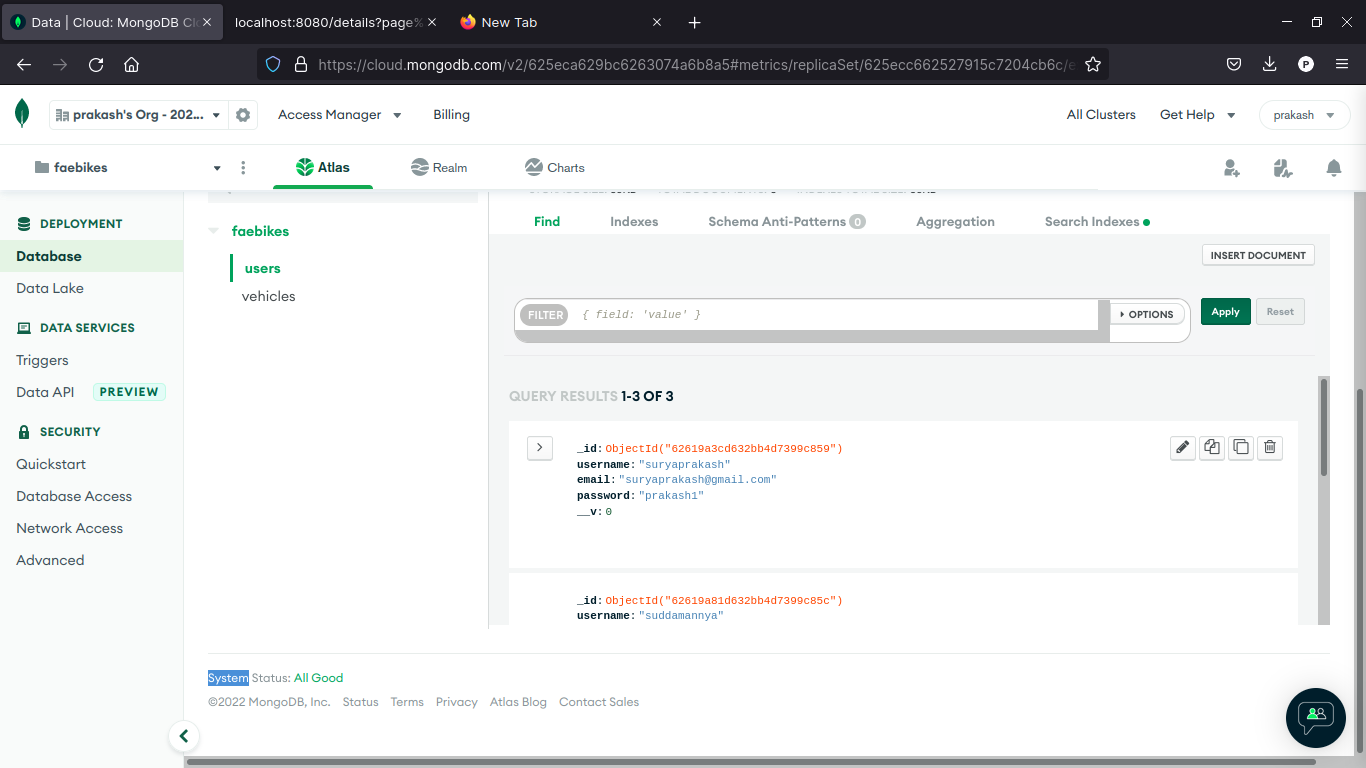 Data | Cloud: MongoDB Clo
localhost:8080/details?page%
New Tab
https://cloud.mongodb.com/v2/625eca629bc6263074a6b8a5#metrics/replicaSet/625ecc662527915c7204cb6c/e
P
prakash's Org - 202...
Access Manager
Billing
All Clusters
Get Help
prakash
faebikes
Atlas
Realm
Charts
DEPLOYMENT
Database
Data Lake
DATA SERVICES
Triggers
Data API PREVIEW
SECURITY
Quickstart
Database Access
Network Access
Advanced
faebikes
users
vehicles
Find
Indexes
Schema Anti-Patterns 0
Aggregation
Search Indexes
INSERT DOCUMENT
FILTER { field: 'value' }
OPTIONS
Apply
Reset
QUERY RESULTS 1-3 OF 3
_id: ObjectId("62619a3cd632bb4d7399c859")
username: "suryaprakash"
email: "suryaprakash@gmail.com"
password: "prakash1"
__v: 0
_id: ObjectId("62619a81d632bb4d7399c85c")
username: "suddamannya"
System Status: All Good
©2022 MongoDB, Inc. Status Terms Privacy Atlas Blog Contact Sales